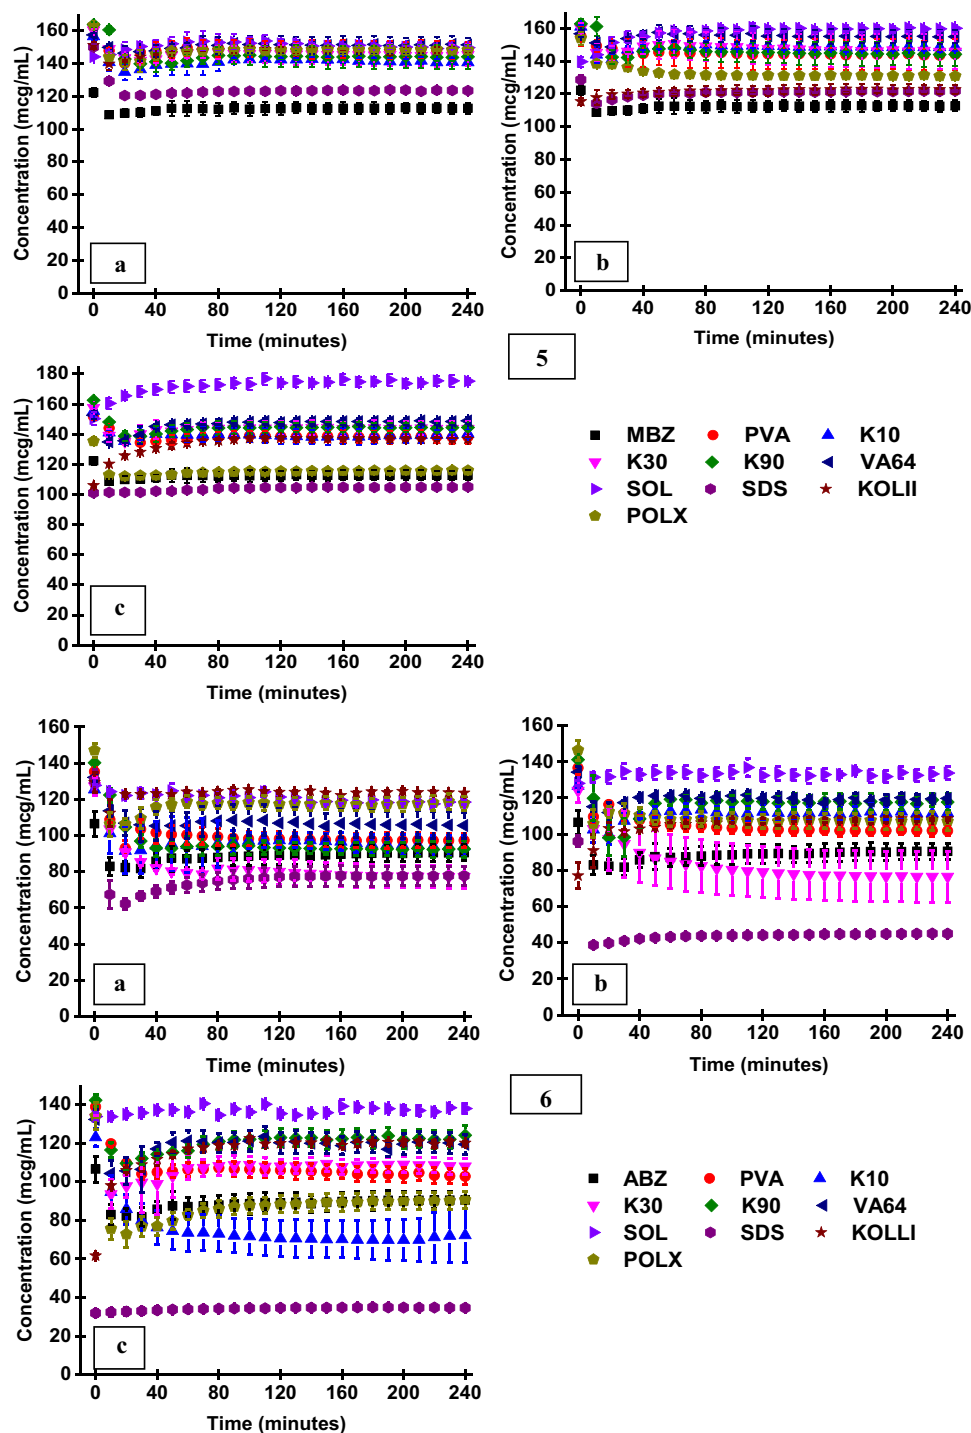 160
140
120
100
80
60
40
20
0
Concentration (mcg/mL)
a
0 40 80 120 160 200 240
Time (minutes)
160
140
120
100
80
60
40
20
0
Concentration (mcg/mL)
b
0 40 80 120 160 200 240
Time (minutes)
5
180
160
140
120
100
80
60
40
20
0
Concentration (mcg/mL)
c
0 40 80 120 160 200 240
Time (minutes)
MBZ PVA K10
K30 K90 VA64
SOL SDS KOLII
POLX
160
140
120
100
80
60
40
20
0
Concentration (mcg/mL)
a
0 40 80 120 160 200 240
Time (minutes)
160
140
120
100
80
60
40
20
0
Concentration (mcg/mL)
b
0 40 80 120 160 200 240
Time (minutes)
6
140
120
100
80
60
40
20
0
Concentration (mcg/mL)
c
0 40 80 120 160 200 240
Time (minutes)
ABZ PVA K10
K30 K90 VA64
SOL SDS KOLLI
POLX